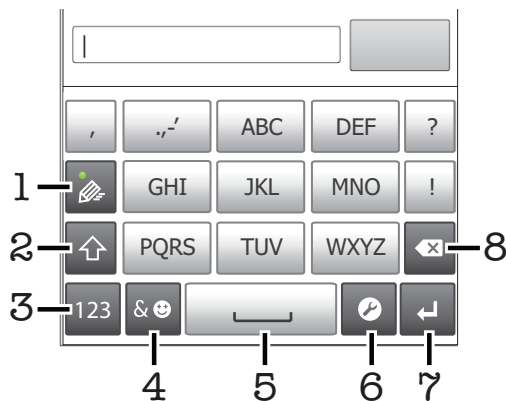 , .,-′ ABC DEF ?
1 GHI JKL MNO !
2 PQRS TUV WXYZ 8
3 123 &
4 5 6 7